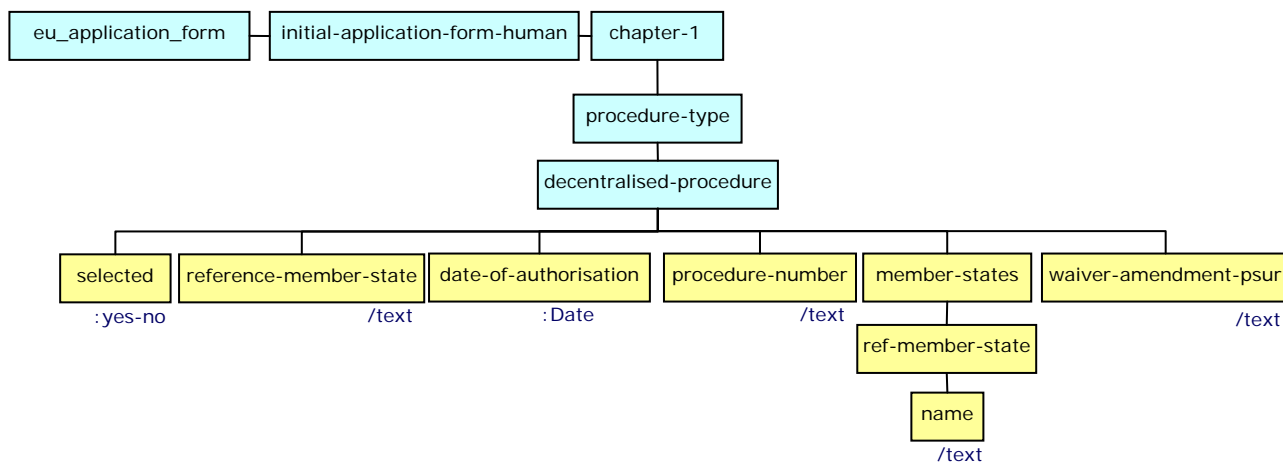 eu_application_form initial-application-form-human chapter-1
procedure-type
decentralised-procedure
selected reference-member-state date-of-authorisation procedure-number member-states waiver-amendment-psur
:yes-no /text :Date /text /text
ref-member-state
name
/text